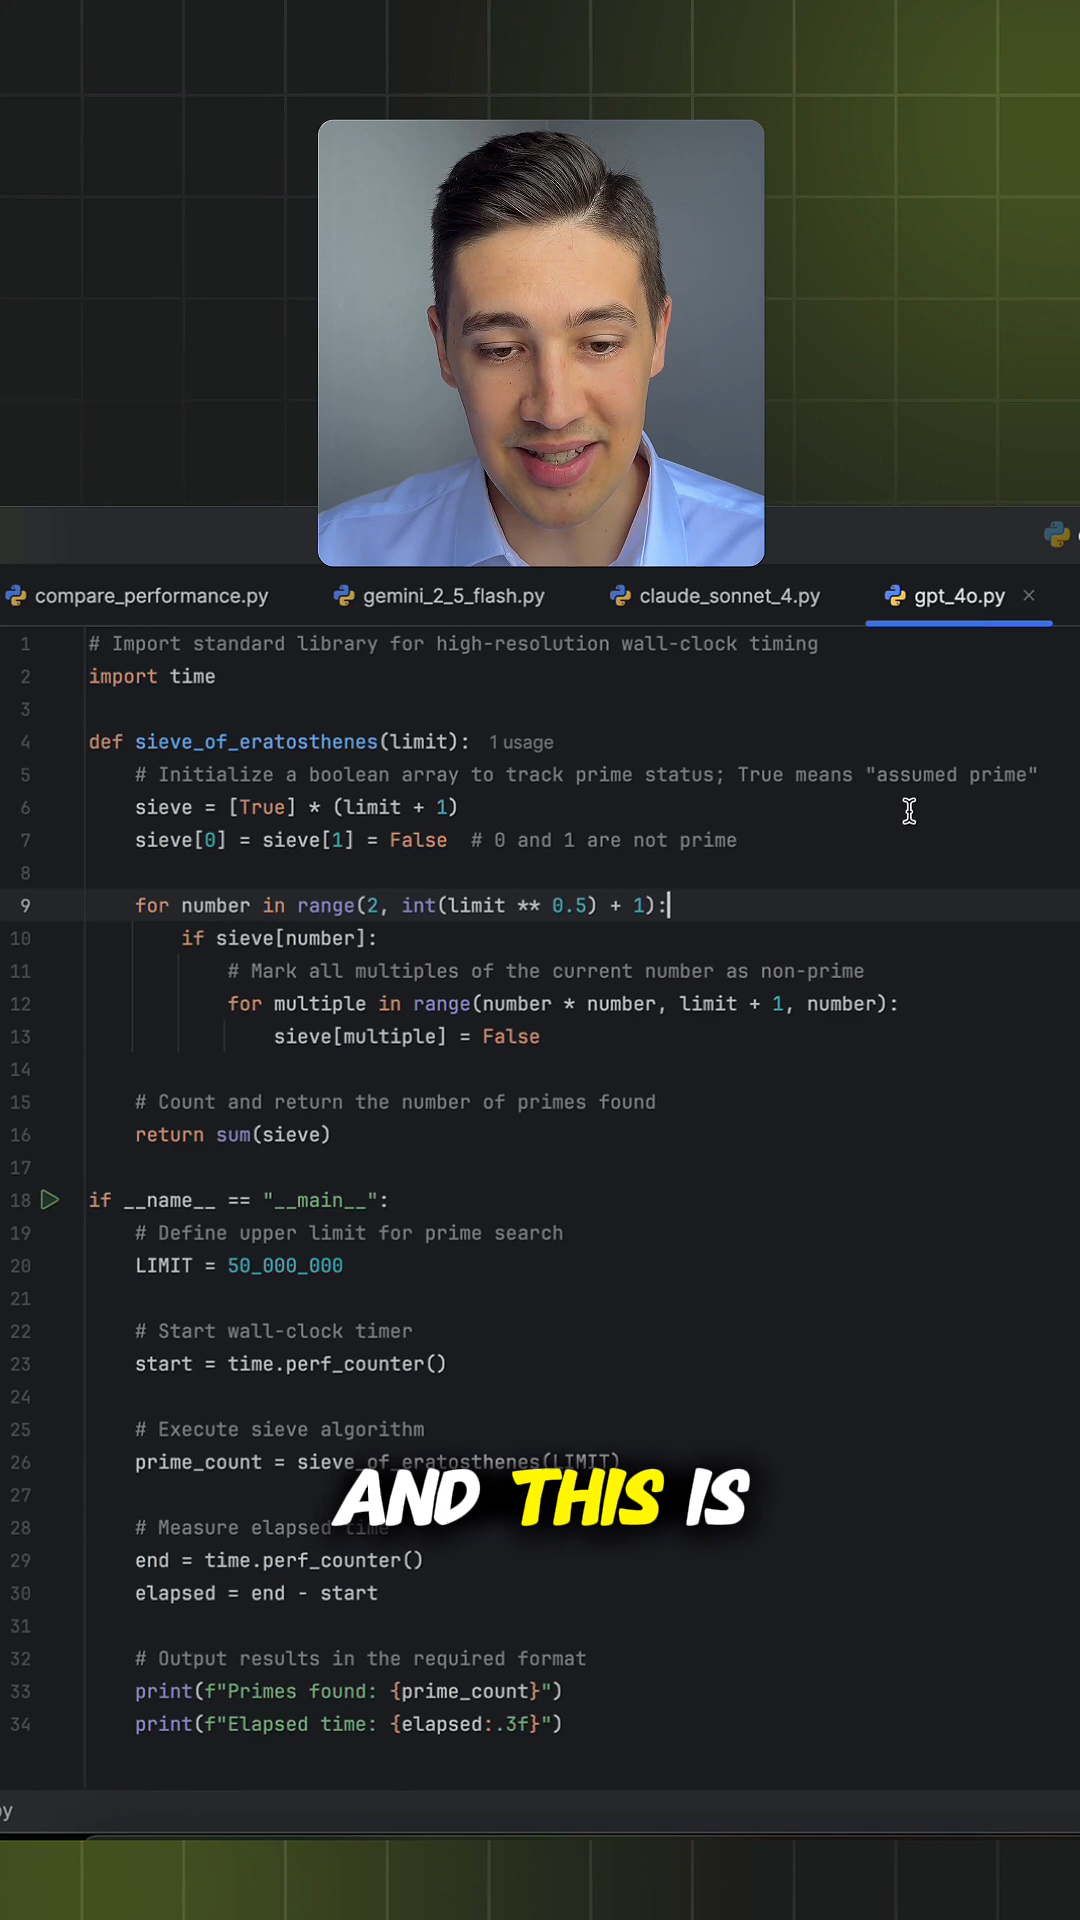 compare_performance.py gemini_2_5_flash.py claude_sonnet_4.py gpt_4o.py
1 # Import standard library for high-resolution wall-clock timing
2 import time
3
4 def sieve_of_eratosthenes(limit): 1 usage
5 # Initialize a boolean array to track prime status; True means "assumed prime"
6 sieve = [True] * (limit + 1)
7 sieve[0] = sieve[1] = False # 0 and 1 are not prime
8
9 for number in range(2, int(limit ** 0.5) + 1):
10 if sieve[number]:
11 # Mark all multiples of the current number as non-prime
12 for multiple in range(number * number, limit + 1, number):
13 sieve[multiple] = False
14
15 # Count and return the number of primes found
16 return sum(sieve)
17
18 if __name__ == "__main__":
19 # Define upper limit for prime search
20 LIMIT = 50_000_000
21
22 # Start wall-clock timer
23 start = time.perf_counter()
24
25 # Execute sieve algorithm
26 prime_count = sieve_of_eratosthenes(LIMIT)
AND THIS IS
27
28 # Measure elapsed time
29 end = time.perf_counter()
30 elapsed = end - start
31
32 # Output results in the required format
33 print(f"Primes found: {prime_count}")
34 print(f"Elapsed time: {elapsed:.3f}")
py